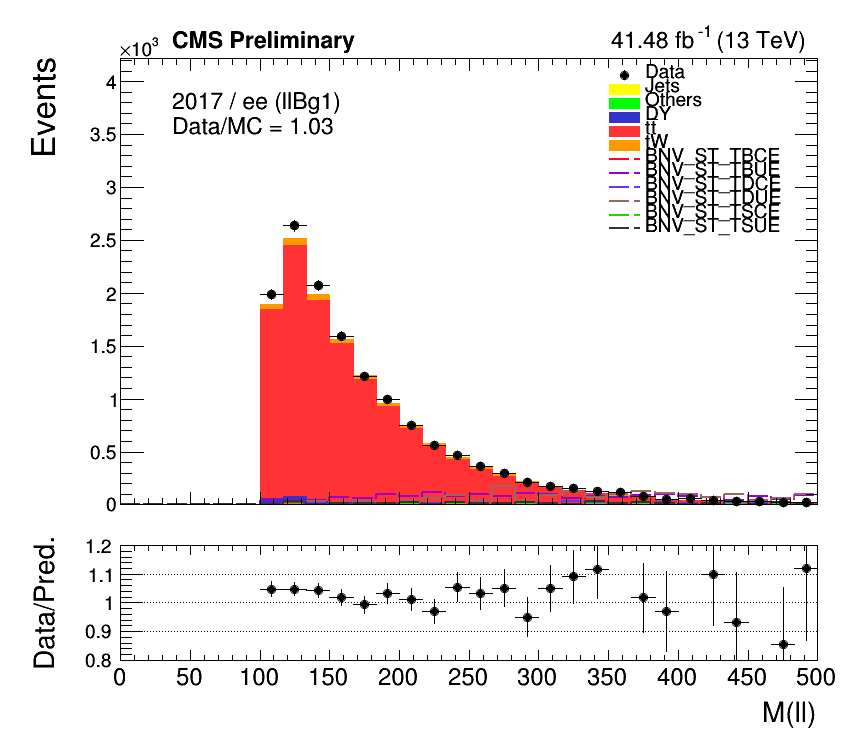 ×10³ CMS Preliminary 41.48 fb⁻¹ (13 TeV)
Events
2017 / ee (llBg1)
Data/MC = 1.03
Data
Jets
Others
DY
tt
tW
BNV_ST_TBCE
BNV_ST_TBUE
BNV_ST_TDCE
BNV_ST_TDUE
BNV_ST_TSCE
BNV_ST_TSUE
4
3.5
3
2.5
2
1.5
1
0.5
0
Data/Pred.
1.2
1.1
1
0.9
0.8
0 50 100 150 200 250 300 350 400 450 500
M(ll)